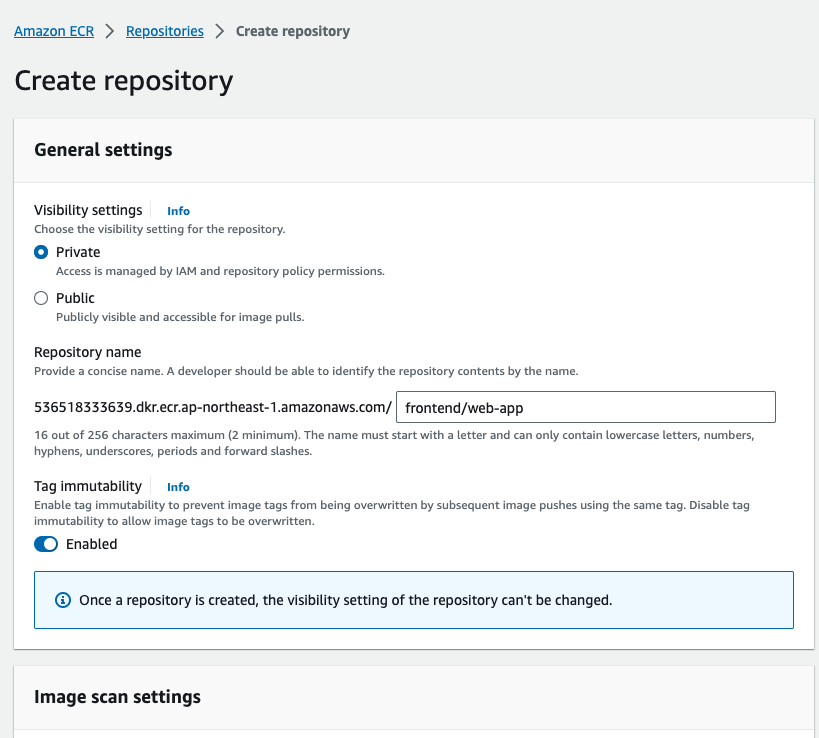 Amazon ECR > Repositories > Create repository
Create repository
General settings
Visibility settings Info
Choose the visibility setting for the repository.
Private
Access is managed by IAM and repository policy permissions.
Public
Publicly visible and accessible for image pulls.
Repository name
Provide a concise name. A developer should be able to identify the repository contents by the name.
536518333639.dkr.ecr.ap-northeast-1.amazonaws.com/ frontend/web-app
16 out of 256 characters maximum (2 minimum). The name must start with a letter and can only contain lowercase letters, numbers,
hyphens, underscores, periods and forward slashes.
Tag immutability Info
Enable tag immutability to prevent image tags from being overwritten by subsequent image pushes using the same tag. Disable tag
immutability to allow image tags to be overwritten.
Enabled
Once a repository is created, the visibility setting of the repository can't be changed.
Image scan settings